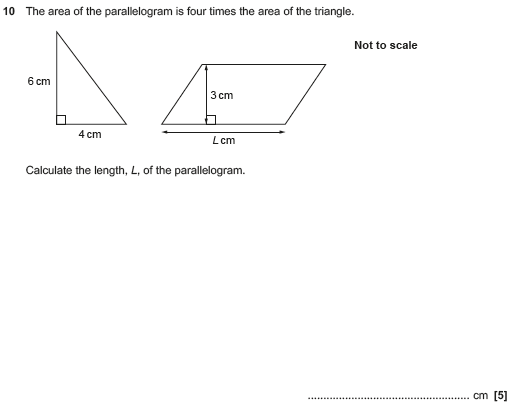 10 The area of the parallelogram is four times the area of the triangle.
Not to scale
6 cm
3 cm
4 cm
L cm
Calculate the length, L, of the parallelogram.
........................................................ cm [5]